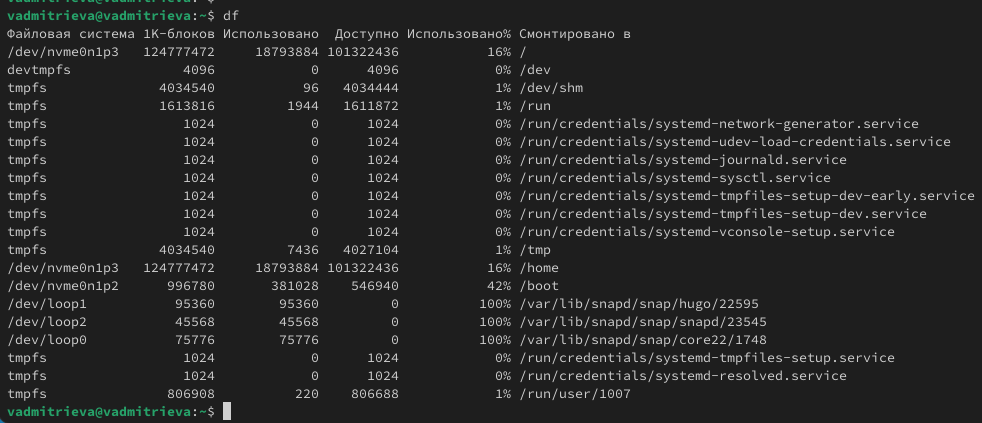 vadmitrieva@vadmitrieva:~$ df
Файловая система 1K-блоков Использовано  Доступно Использовано% Смонтировано в
/dev/nvme0n1p3   124777472     18793884 101322436           16% /
devtmpfs              4096            0      4096            0% /dev
tmpfs              4034540           96   4034444            1% /dev/shm
tmpfs              1613816         1944   1611872            1% /run
tmpfs                 1024            0      1024            0% /run/credentials/systemd-network-generator.service
tmpfs                 1024            0      1024            0% /run/credentials/systemd-udev-load-credentials.service
tmpfs                 1024            0      1024            0% /run/credentials/systemd-journald.service
tmpfs                 1024            0      1024            0% /run/credentials/systemd-sysctl.service
tmpfs                 1024            0      1024            0% /run/credentials/systemd-tmpfiles-setup-dev-early.service
tmpfs                 1024            0      1024            0% /run/credentials/systemd-tmpfiles-setup-dev.service
tmpfs                 1024            0      1024            0% /run/credentials/systemd-vconsole-setup.service
tmpfs              4034540         7436   4027104            1% /tmp
/dev/nvme0n1p3   124777472     18793884 101322436           16% /home
/dev/nvme0n1p2      996780       381028    546940           42% /boot
/dev/loop1           95360        95360         0          100% /var/lib/snapd/snap/hugo/22595
/dev/loop2           45568        45568         0          100% /var/lib/snapd/snap/snapd/23545
/dev/loop0           75776        75776         0          100% /var/lib/snapd/snap/core22/1748
tmpfs                 1024            0      1024            0% /run/credentials/systemd-tmpfiles-setup.service
tmpfs                 1024            0      1024            0% /run/credentials/systemd-resolved.service
tmpfs               806908          220    806688            1% /run/user/1007
vadmitrieva@vadmitrieva:~$